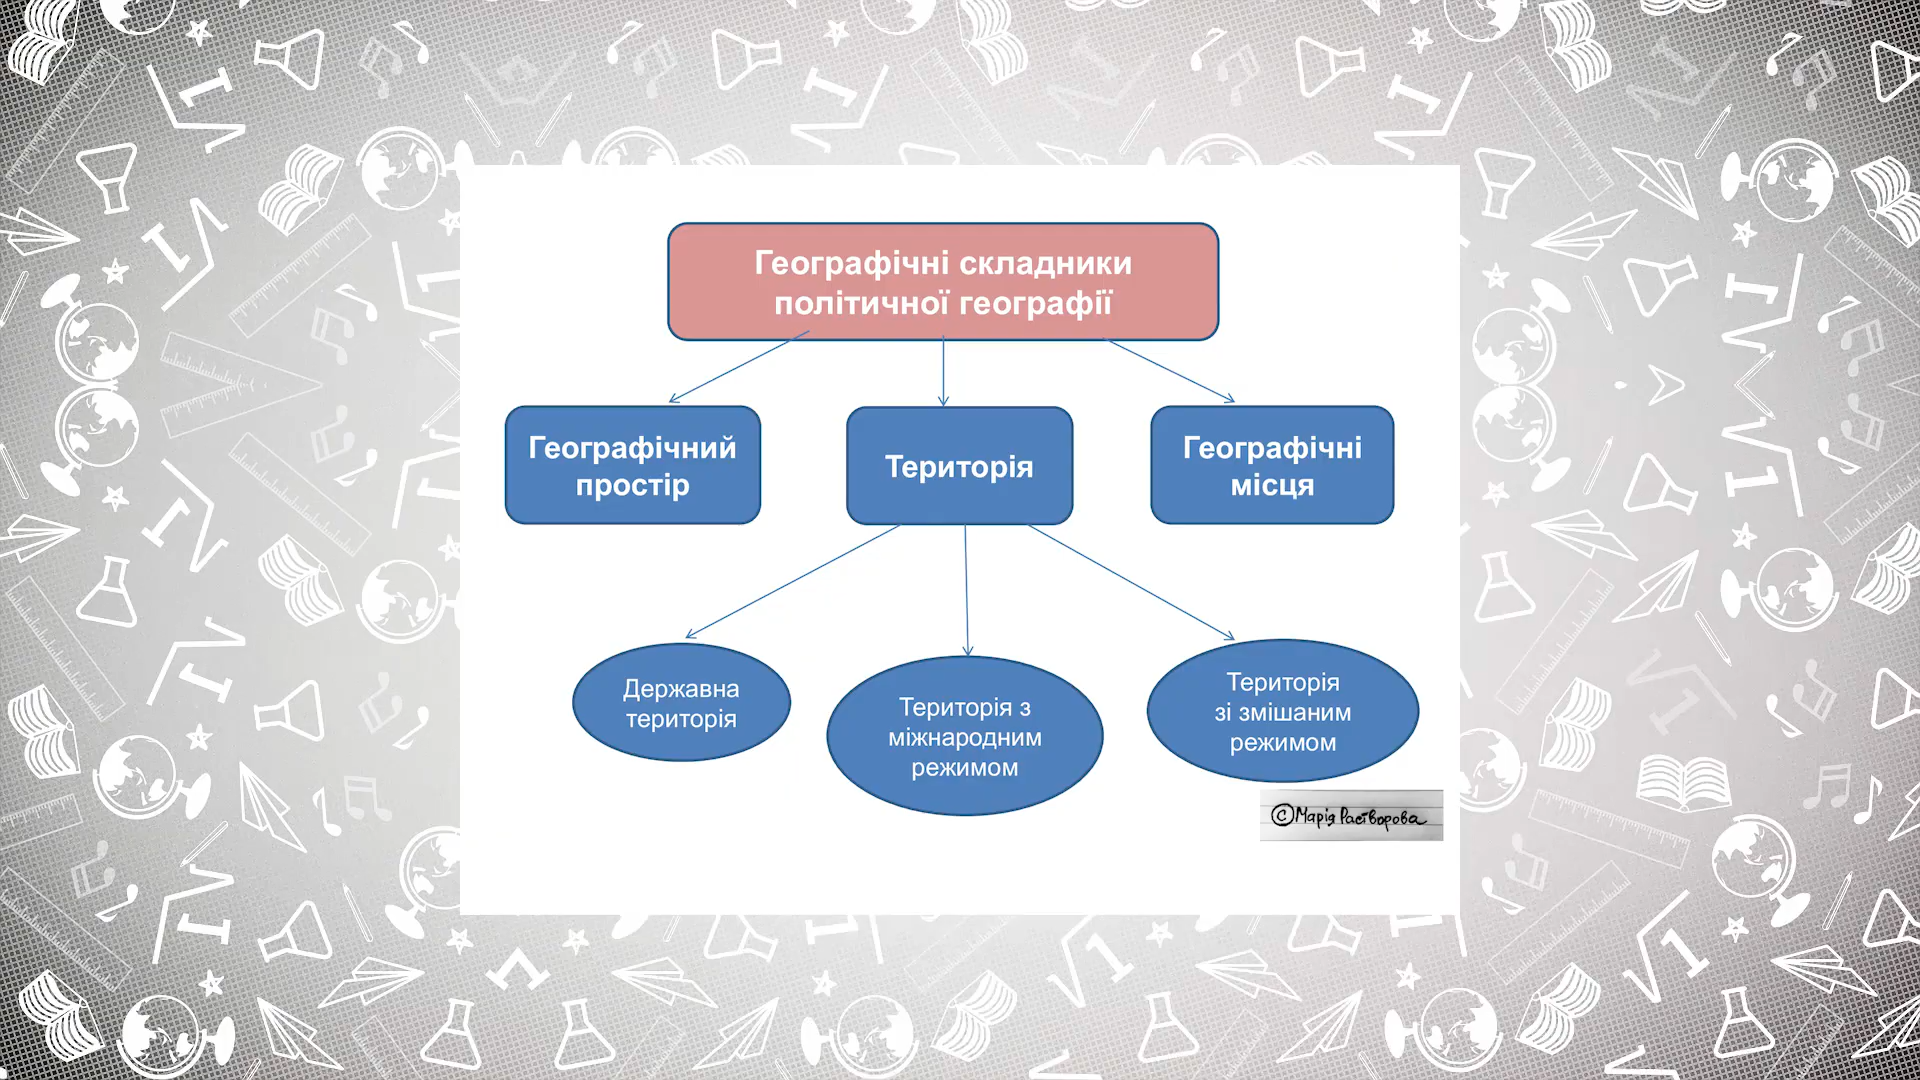 Географічні складники
політичної географії
Географічний
простір
Територія
Географічні
місця
Державна
територія
Територія з
міжнародним
режимом
Територія
зі змішаним
режимом
©Марія Растворова